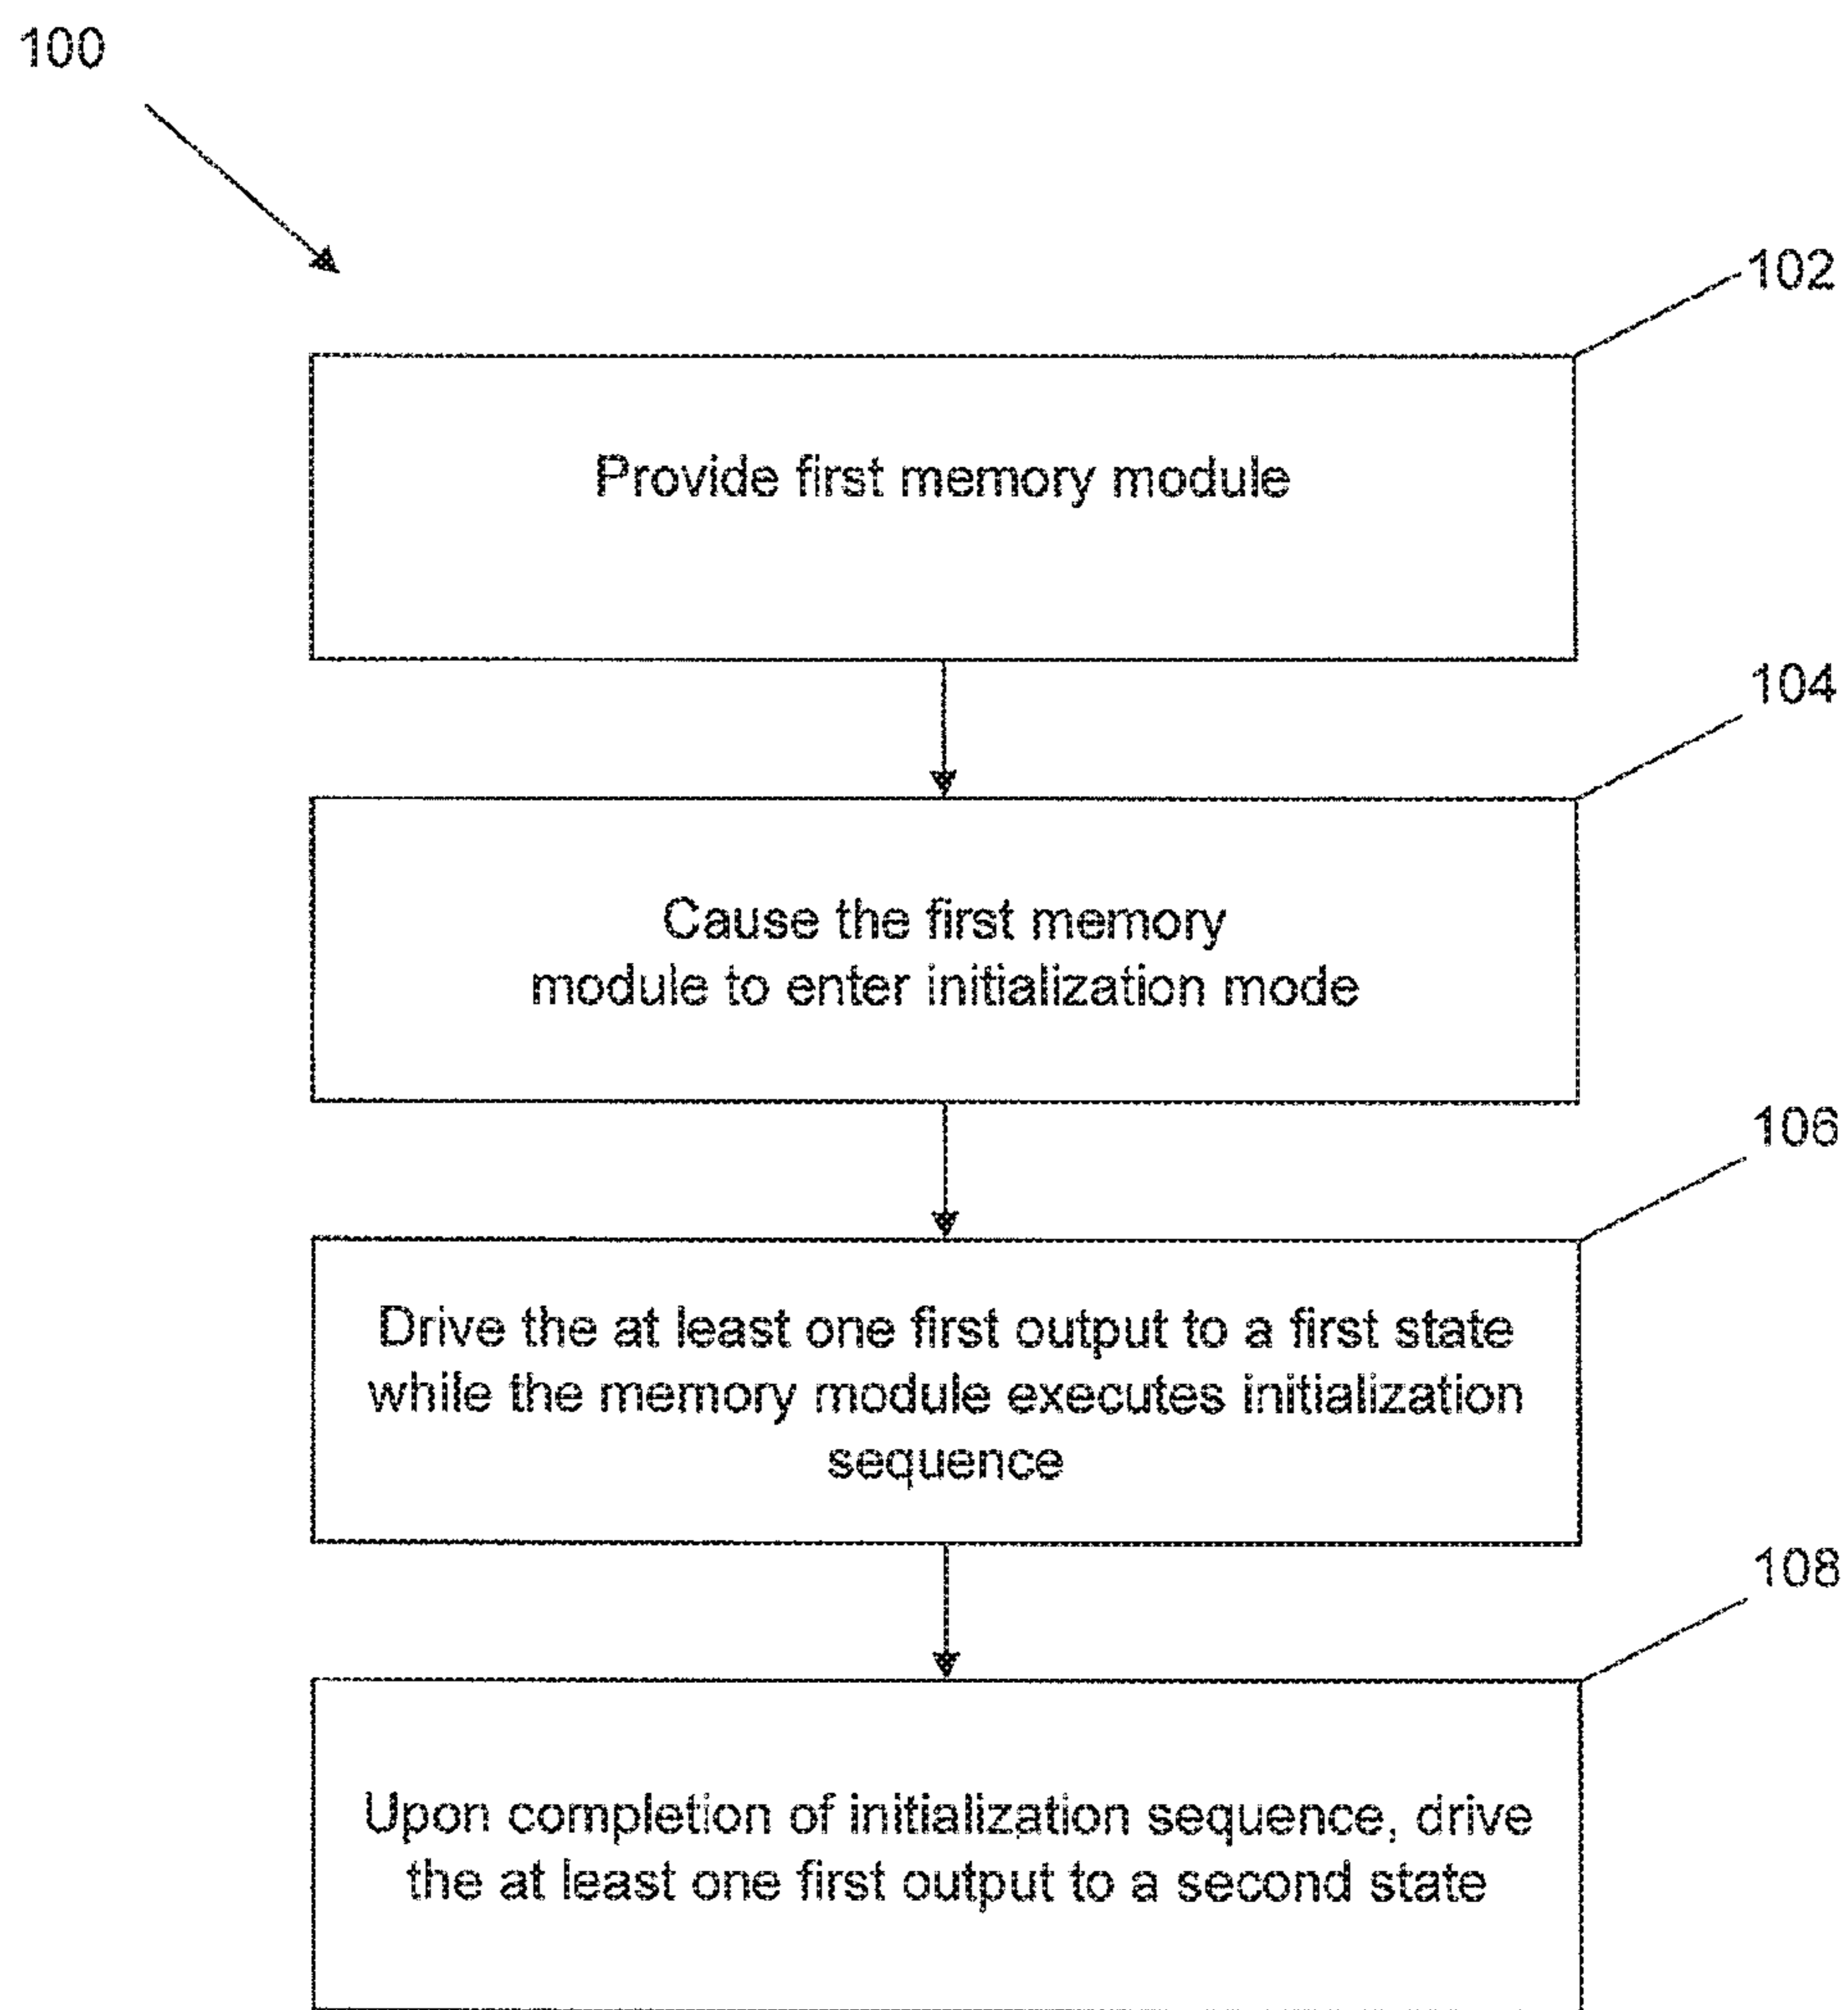 100
102
Provide first memory module
104
Cause the first memory
module to enter initialization mode
106
Drive the at least one first output to a first state
while the memory module executes initialization
sequence
108
Upon completion of initialization sequence, drive
the at least one first output to a second state